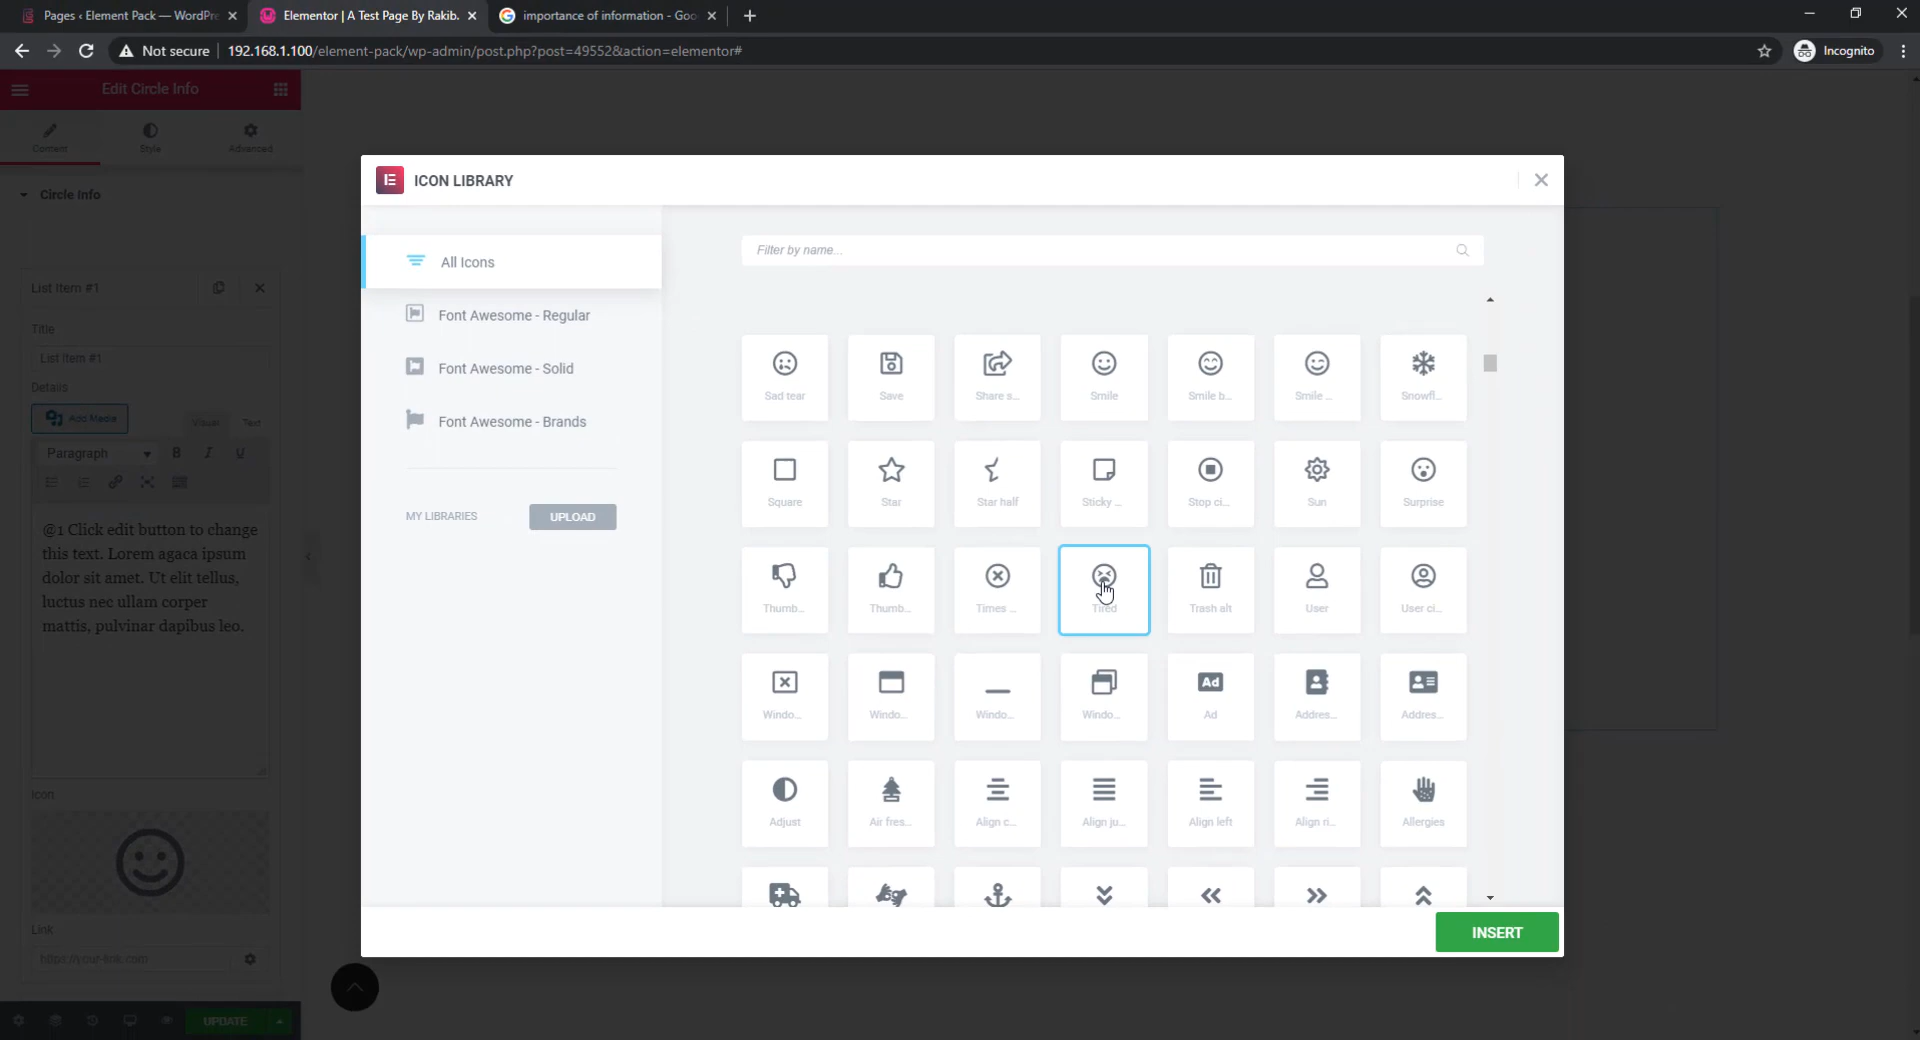 Pages ‹ Element Pack — WordPre
Elementor | A Test Page By Rakib.
importance of information - Goo
Not secure
192.168.1.100/element-pack/wp-admin/post.php?post=49552&action=elementor#
Incognito
Edit Circle Info
Content
Style
Advanced
Circle Info
List Item #1
Title
List Item #1
Details
Add Media
Visual
Text
Paragraph
B
I
U
@1 Click edit button to change
this text. Lorem agaca ipsum
dolor sit amet. Ut elit tellus,
luctus nec ullam corper
mattis, pulvinar dapibus leo.
Icon
Link
https://your-link.com
UPDATE
ICON LIBRARY
All Icons
Font Awesome - Regular
Font Awesome - Solid
Font Awesome - Brands
MY LIBRARIES
UPLOAD
Filter by name...
Sad tear
Save
Share s...
Smile
Smile b...
Smile ...
Snowfl...
Square
Star
Star half
Sticky ...
Stop ci...
Sun
Surprise
Thumb...
Thumb...
Times ...
Tired
Trash alt
User
User ci...
Windo...
Windo...
Windo...
Windo...
Ad
Ad
Addres...
Addres...
Adjust
Air fres...
Align c...
Align ju...
Align left
Align ri...
Allergies
INSERT